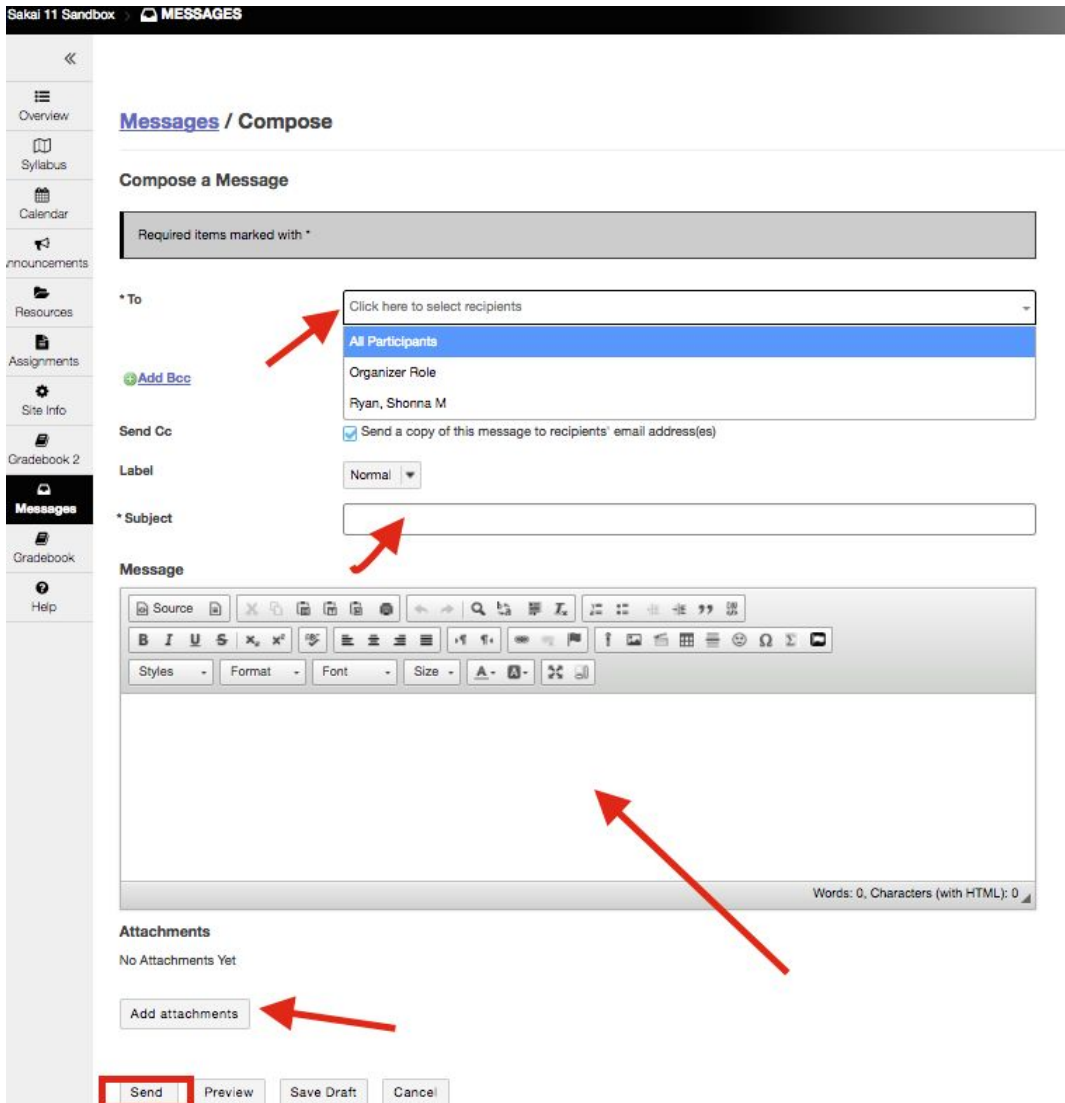 Sakai 11 Sandbox > MESSAGES
Overview
Syllabus
Calendar
nnouncements
Resources
Assignments
Site Info
Gradebook 2
Messages
Gradebook
Help
Messages / Compose
Compose a Message
Required items marked with *
* To
Click here to select recipients
All Participants
Organizer Role
Ryan, Shonna M
Add Bcc
Send Cc
Send a copy of this message to recipients' email address(es)
Label
Normal
* Subject
Message
Source
B I U S x₂ x² ABC
Styles Format Font Size A A
Words: 0, Characters (with HTML): 0
Attachments
No Attachments Yet
Add attachments
Send Preview Save Draft Cancel